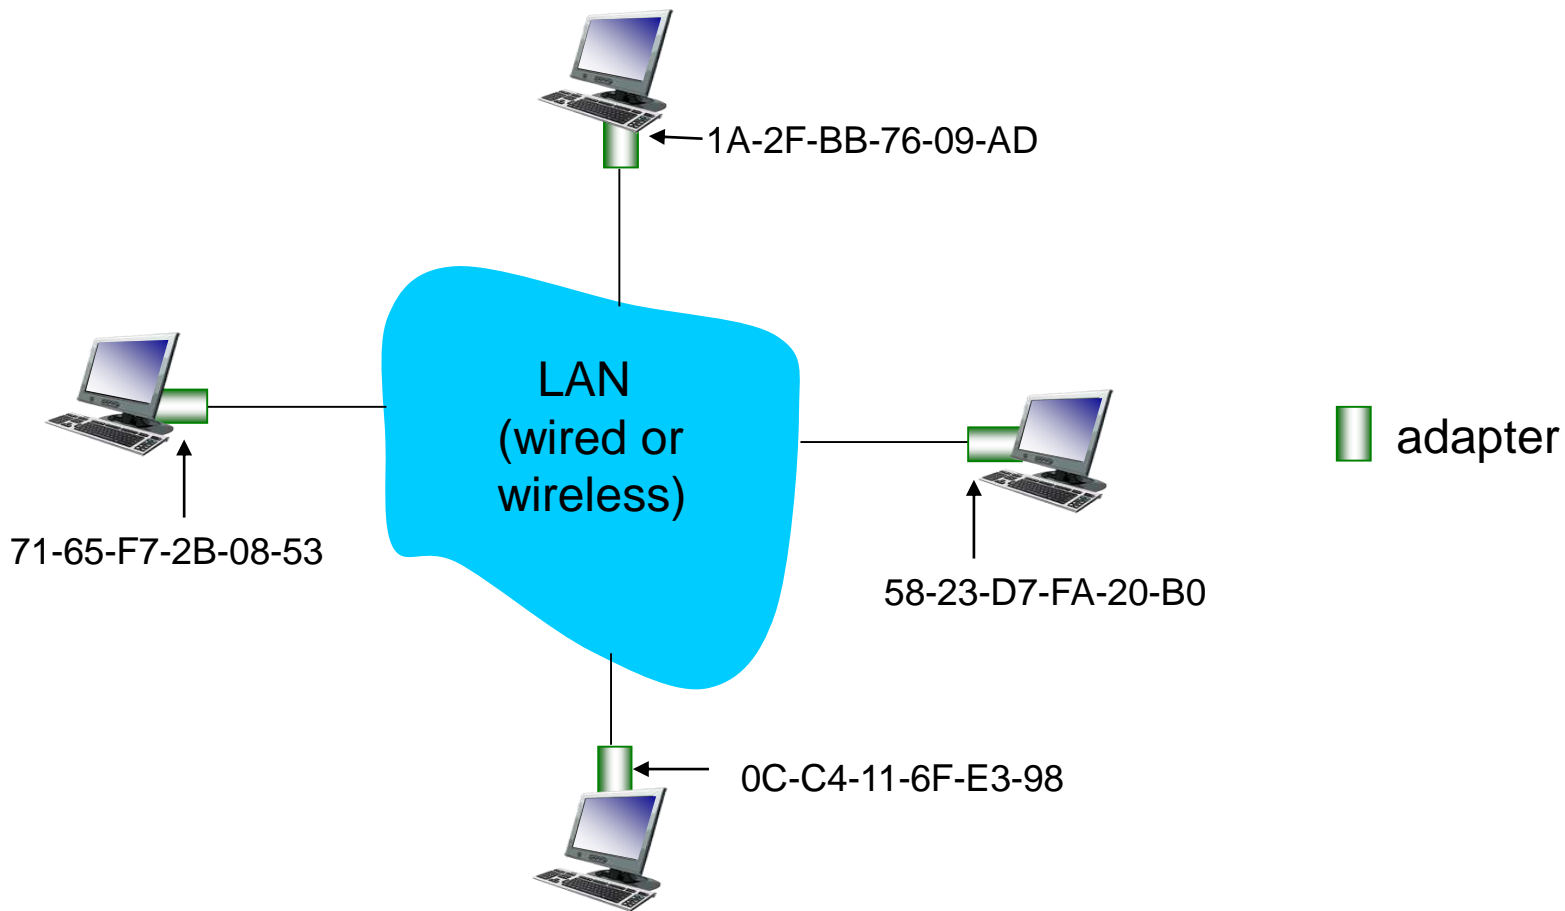 1A-2F-BB-76-09-AD
LAN
(wired or
wireless)
adapter
71-65-F7-2B-08-53
58-23-D7-FA-20-B0
0C-C4-11-6F-E3-98